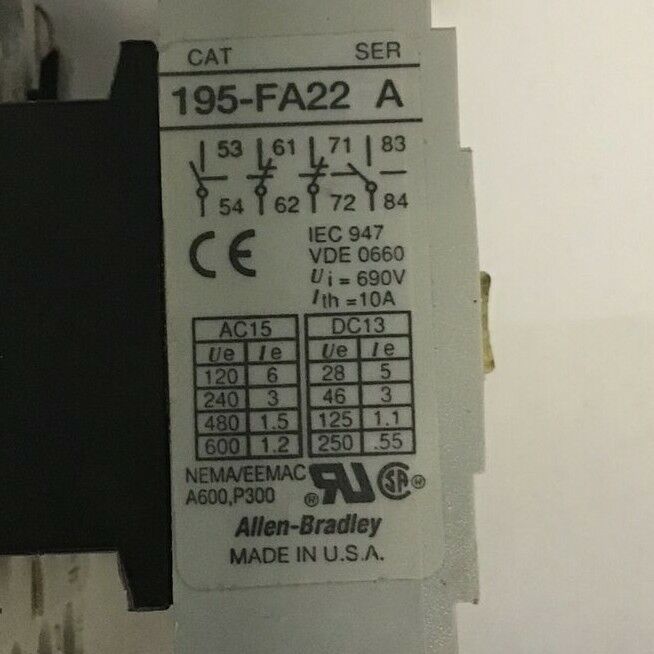 CAT SER
195-FA22 A
53 61 71 83
54 62 72 84
CE
IEC 947
VDE 0660
Ui = 690V
Ith =10A
AC15 DC13
Ue Ie Ue Ie
120 6 28 5
240 3 46 3
480 1.5 125 1.1
600 1.2 250 .55
NEMA/EEMAC
A600,P300 ® RU SA ®
Allen-Bradley
MADE IN U.S.A.